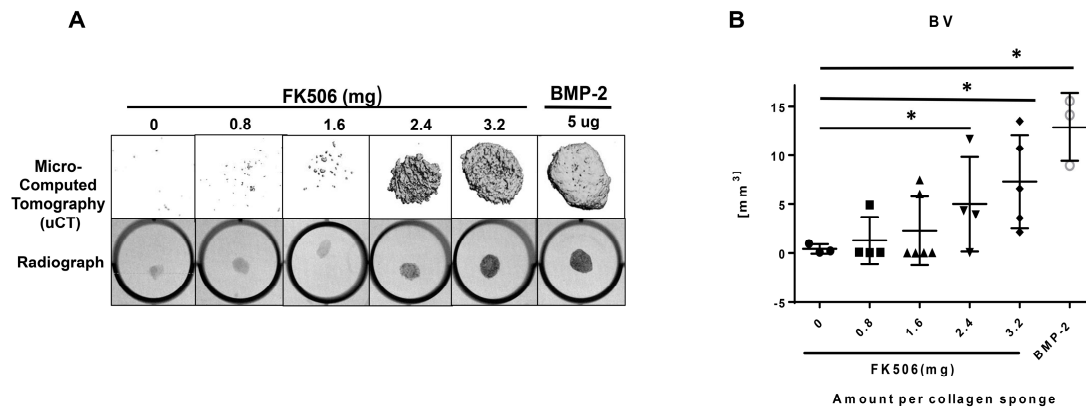 A
FK506 (mg)
BMP-2
0
0.8
1.6
2.4
3.2
5 ug
Micro-
Computed
Tomography
(uCT)
Radiograph
B
BV
*
*
*
[mm³]
15
10
5
0
-5
0
0.8
1.6
2.4
3.2
BMP-2
FK506(mg)
Amount per collagen sponge